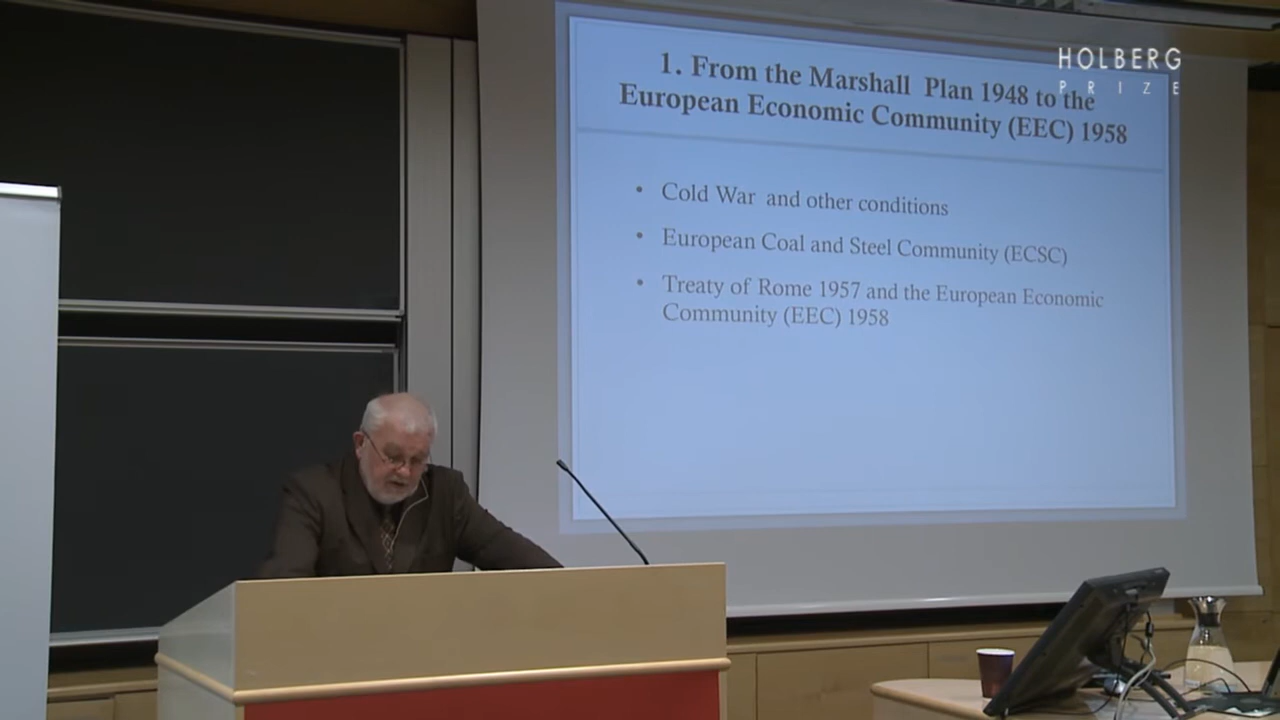 HOLBERG
PRIZE
1. From the Marshall Plan 1948 to the
European Economic Community (EEC) 1958
• Cold War and other conditions
• European Coal and Steel Community (ECSC)
• Treaty of Rome 1957 and the European Economic
Community (EEC) 1958